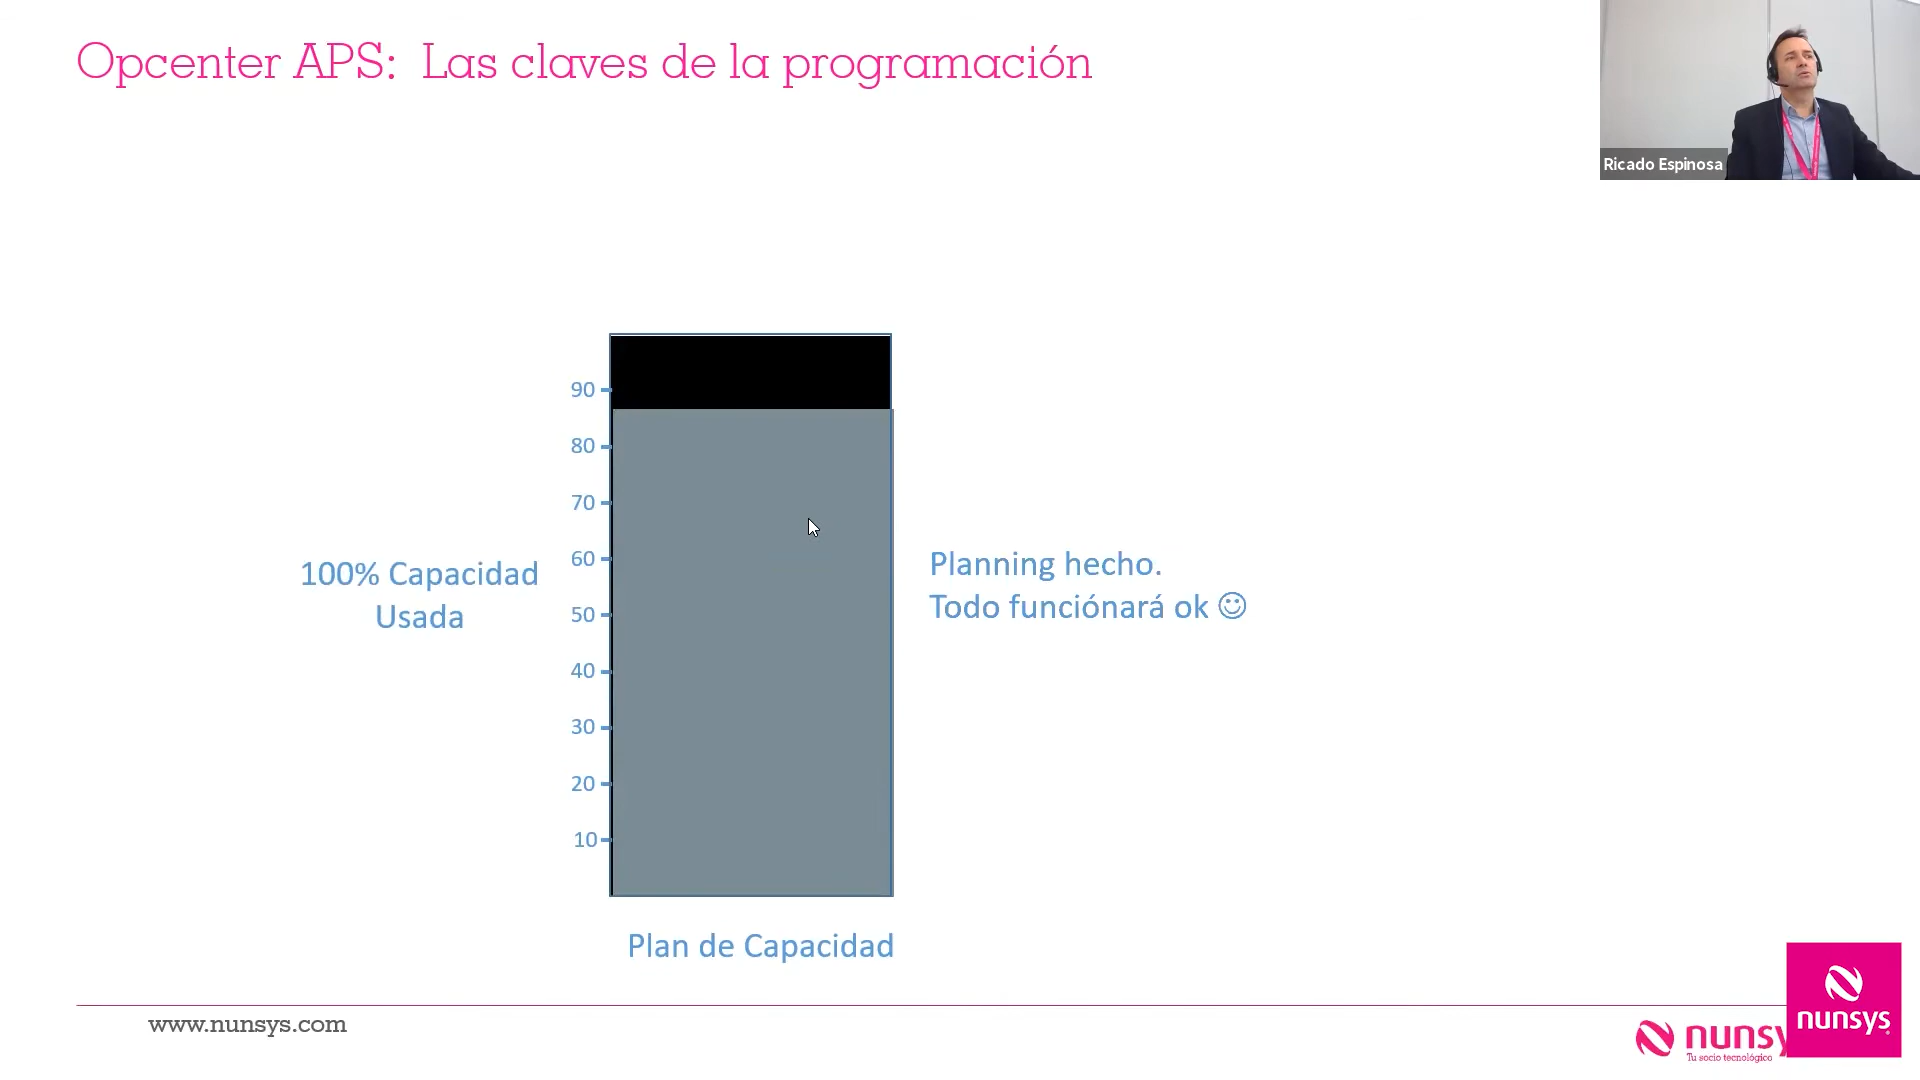 Opcenter APS: Las claves de la programación
Ricado Espinosa
90
80
70
60
50
40
30
20
10
100% Capacidad
Usada
Planning hecho.
Todo funciónará ok ☺
Plan de Capacidad
www.nunsys.com
nunsy
Tu socio tecnológico
nunsys